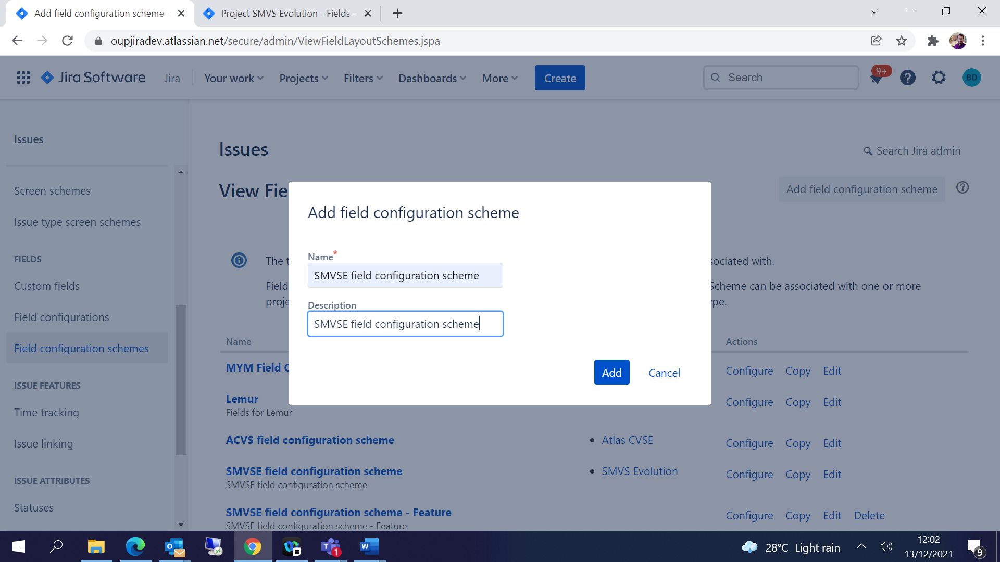 Add field configuration scheme -
Project SMVS Evolution - Fields -
oupjiradev.atlassian.net/secure/admin/ViewFieldLayoutSchemes.jspa
Jira Software
Jira
Your work
Projects
Filters
Dashboards
More
Create
Search
9+
BD
Issues
Issues
Search Jira admin
Screen schemes
View Fie
Add field configuration scheme
Issue type screen schemes
Add field configuration scheme
FIELDS
Name*
The t
sociated with.
SMVSE field configuration scheme
Custom fields
Field
Scheme can be associated with one or more
proje
pe.
Description
Field configurations
SMVSE field configuration scheme
Field configuration schemes
Name
Actions
MYM Field C
Configure Copy Edit
Add
Cancel
ISSUE FEATURES
Lemur
Fields for Lemur
Configure Copy Edit
Time tracking
Issue linking
ACVS field configuration scheme
• Atlas CVSE
Configure Copy Edit
SMVSE field configuration scheme
SMVSE field configuration scheme
• SMVS Evolution
Configure Copy Edit
ISSUE ATTRIBUTES
Statuses
SMVSE field configuration scheme - Feature
SMVSE field configuration scheme - Feature
Configure Copy Edit Delete
1
28°C Light rain
12:02
13/12/2021
9